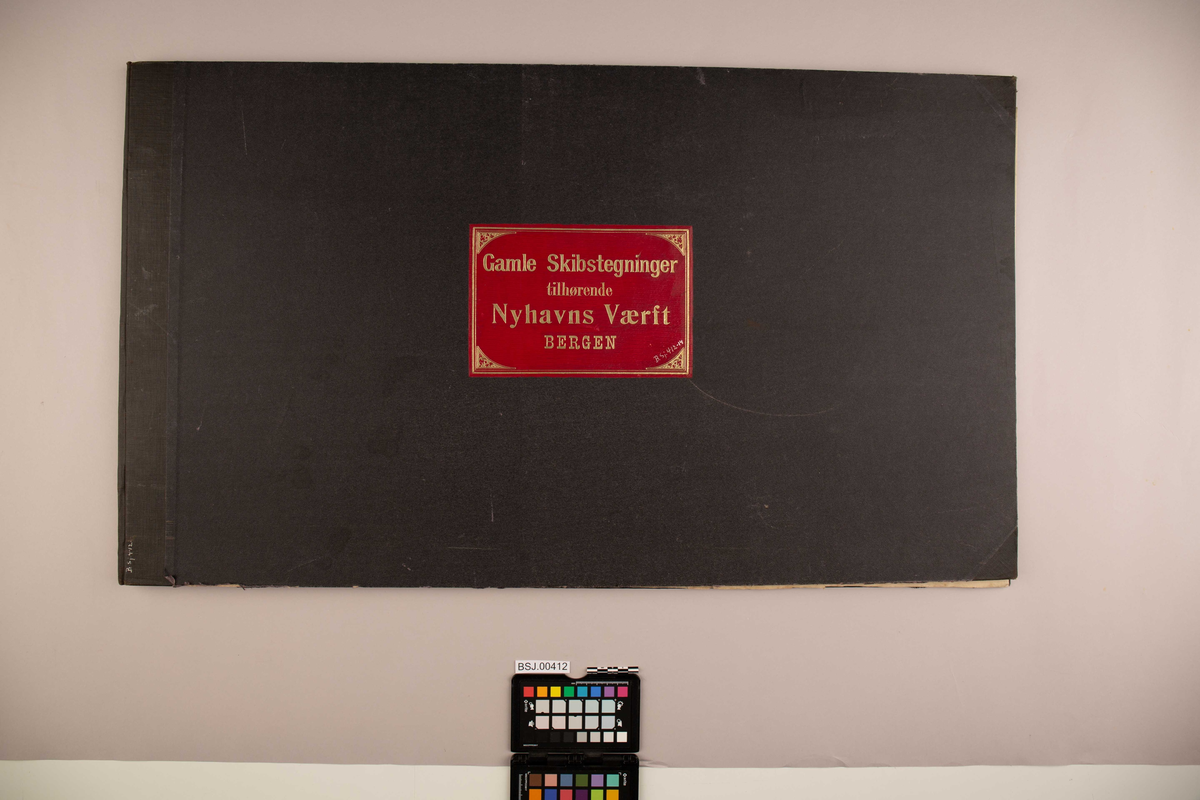 Gamle Skibstegninger
tilhørende
Nyhavns Værft
BERGEN
BSJ.00412